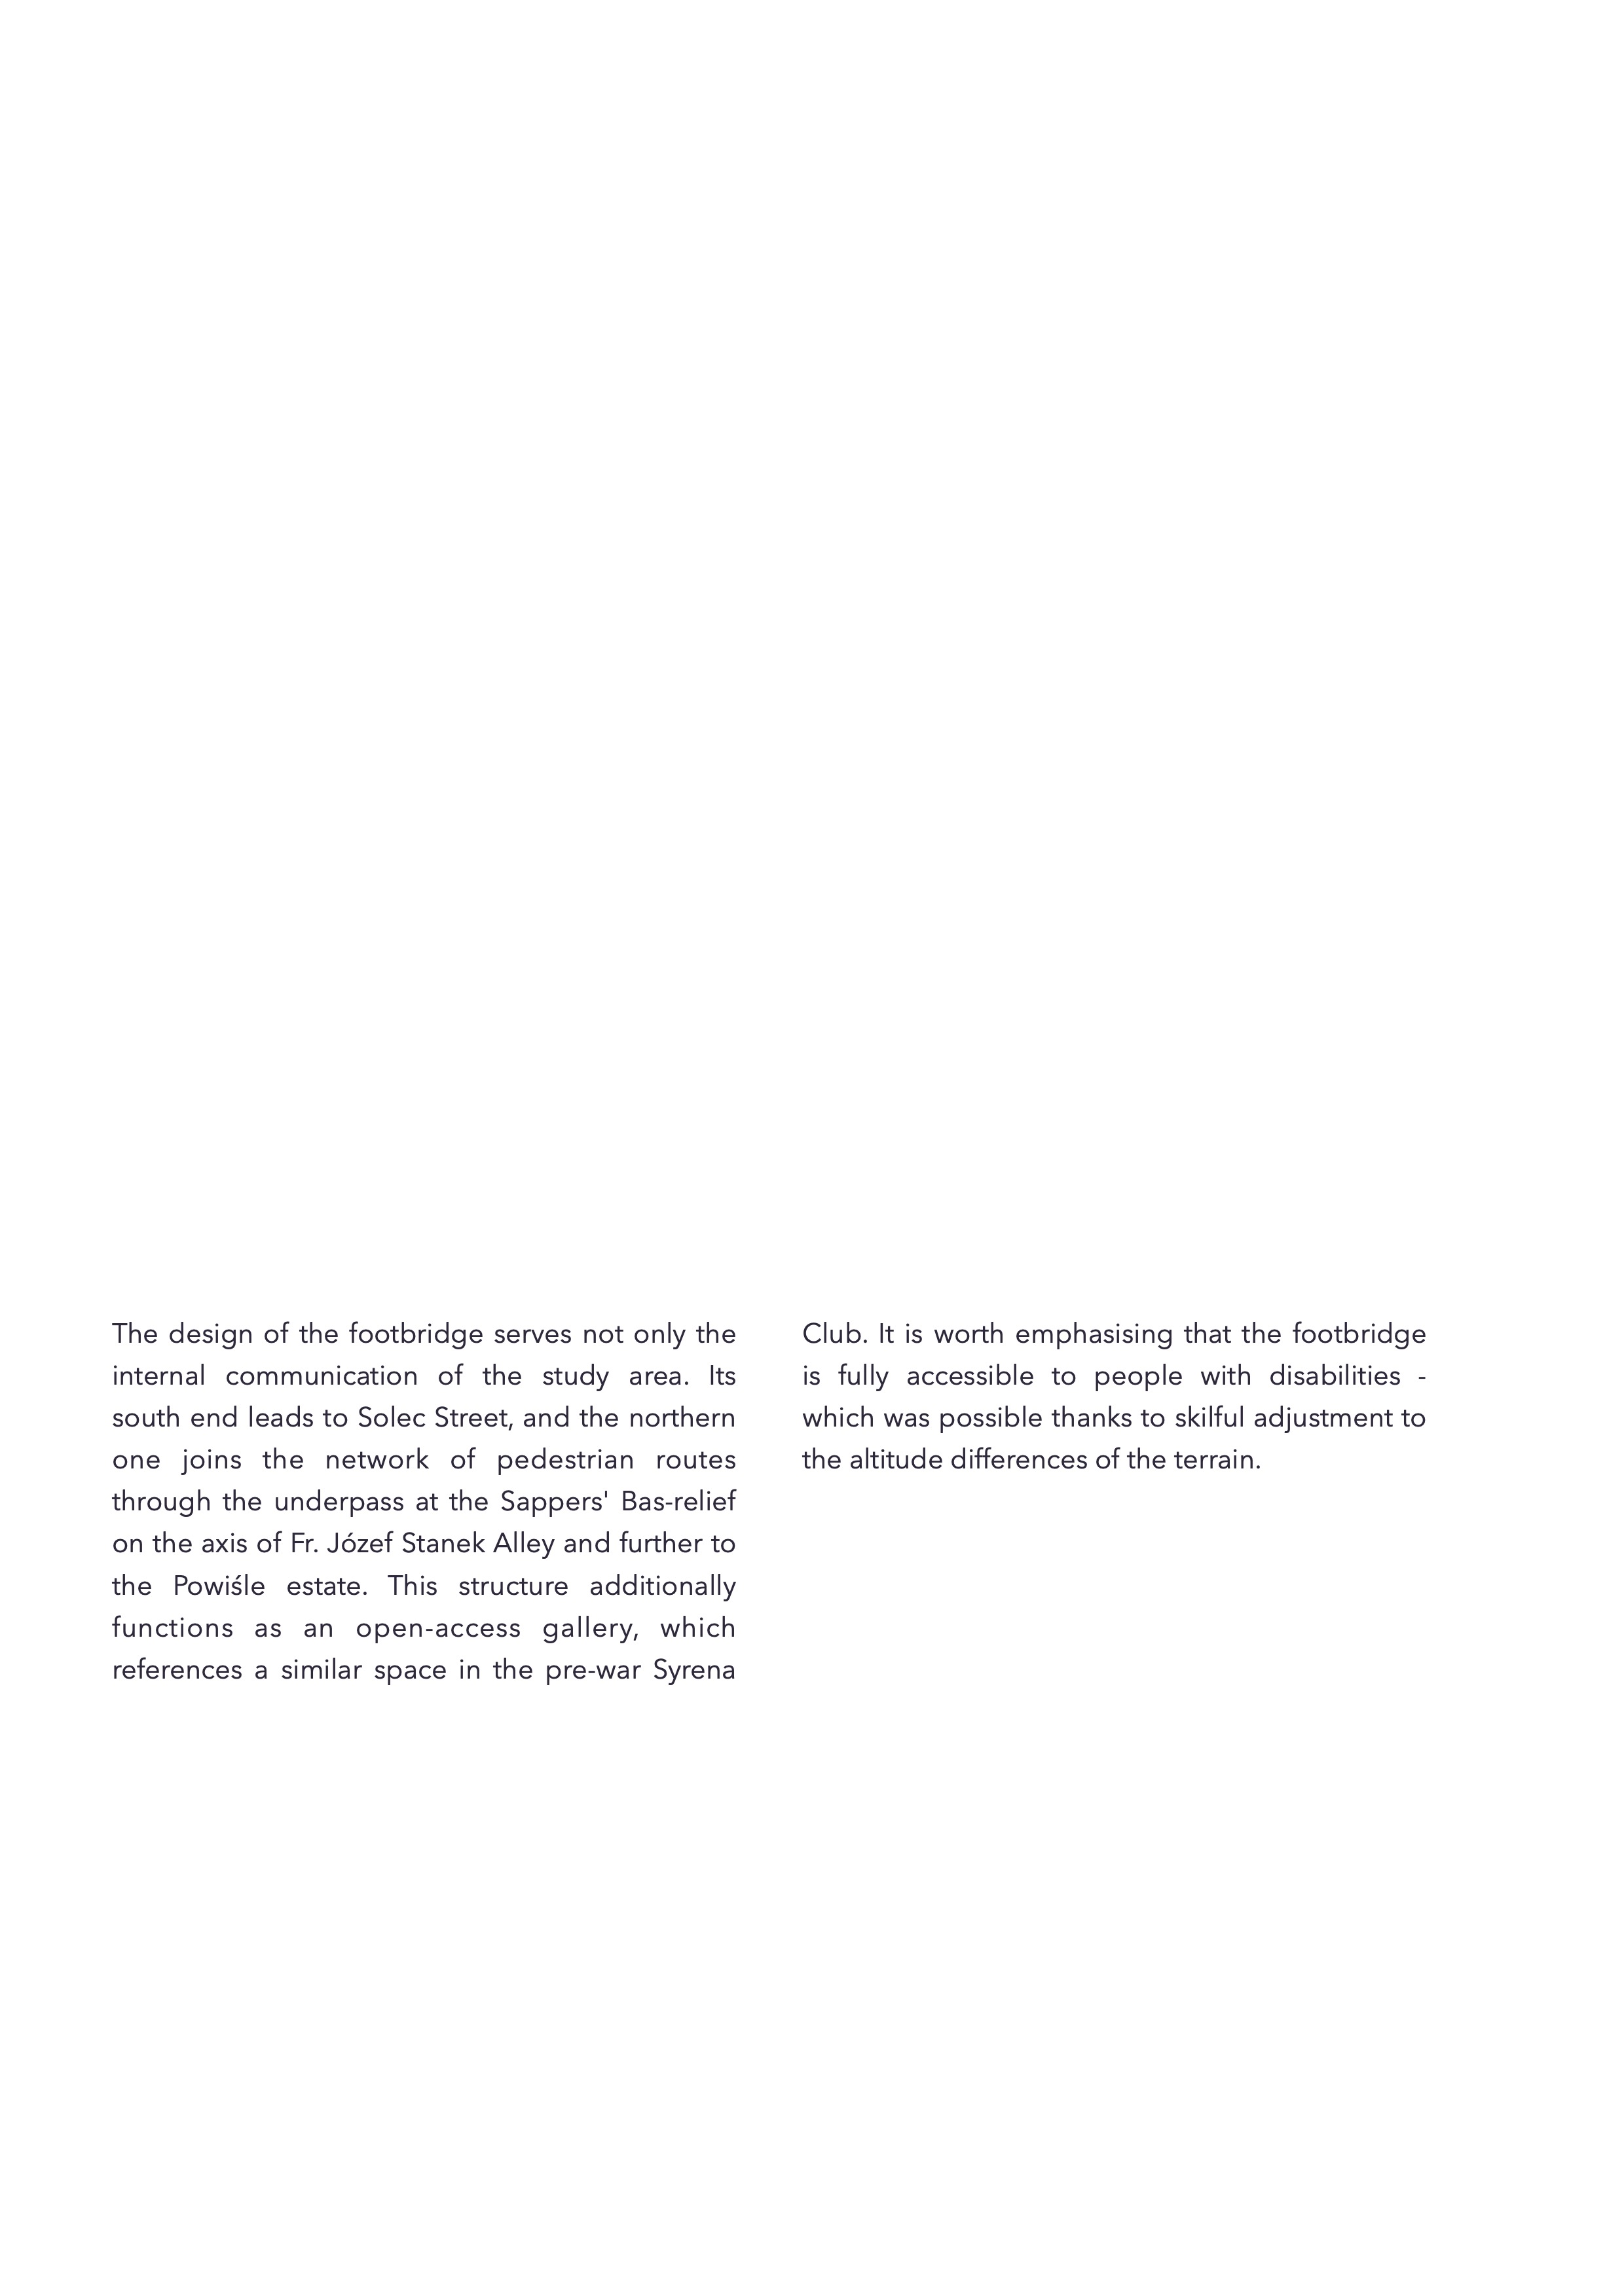 The design of the footbridge serves not only the
internal communication of the study area. Its
south end leads to Solec Street, and the northern
one joins the network of pedestrian routes
through the underpass at the Sappers' Bas-relief
on the axis of Fr. Józef Stanek Alley and further to
the Powiśle estate. This structure additionally
functions as an open-access gallery, which
references a similar space in the pre-war Syrena
Club. It is worth emphasising that the footbridge
is fully accessible to people with disabilities -
which was possible thanks to skilful adjustment to
the altitude differences of the terrain.